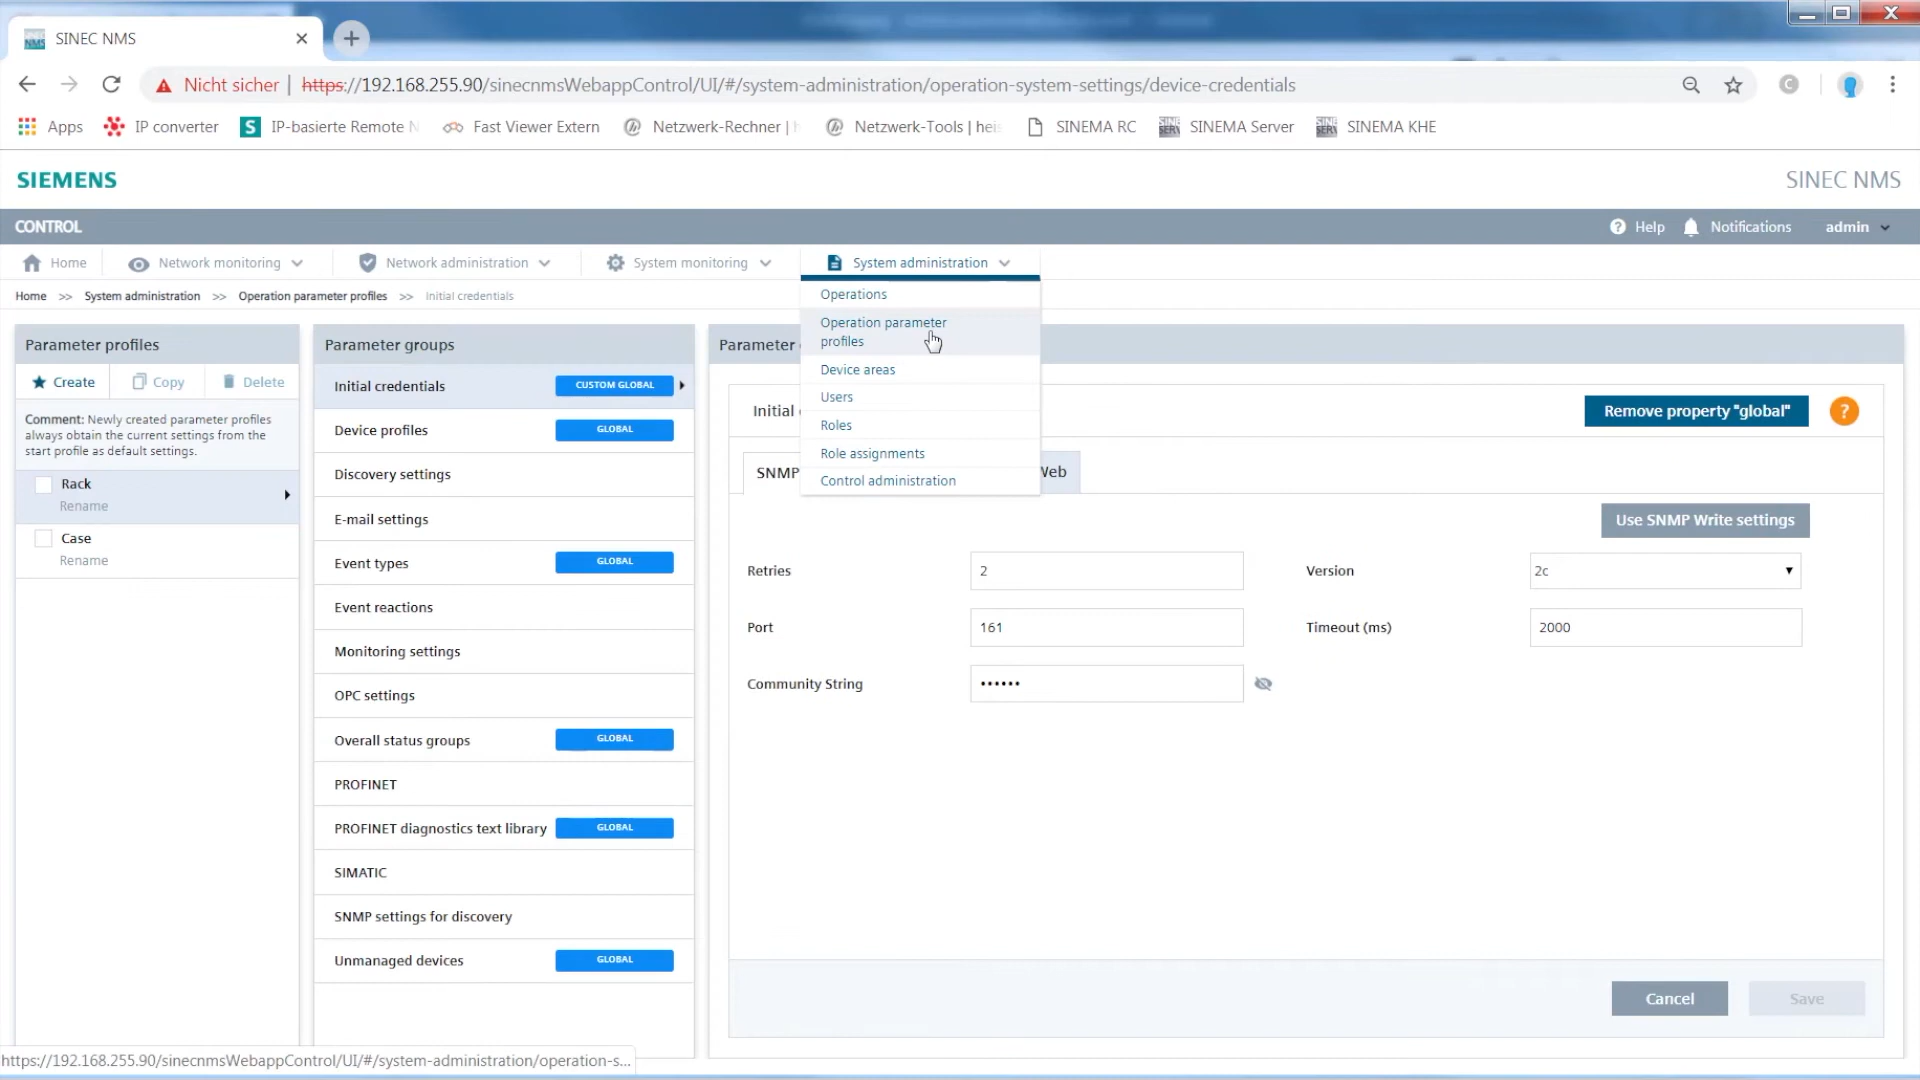 SINEC NMS
Nicht sicher | https://192.168.255.90/sinecnmsWebappControl/UI/#/system-administration/operation-system-settings/device-credentials
Apps IP converter IP-basierte Remote Fast Viewer Extern Netzwerk-Rechner | Netzwerk-Tools | heis SINEMA RC SINEMA Server SINEMA KHE
SIEMENS SINEC NMS
CONTROL Help Notifications admin
Home Network monitoring Network administration System monitoring System administration
Home >> System administration >> Operation parameter profiles >> Initial credentials
Operations
Operation parameter
profiles
Device areas
Users
Roles
Role assignments
Control administration
Parameter profiles
Create Copy Delete
Comment: Newly created parameter profiles
always obtain the current settings from the
start profile as default settings.
Rack
Rename
Case
Rename
Parameter groups
Initial credentials CUSTOM GLOBAL
Device profiles GLOBAL
Discovery settings
E-mail settings
Event types GLOBAL
Event reactions
Monitoring settings
OPC settings
Overall status groups GLOBAL
PROFINET
PROFINET diagnostics text library GLOBAL
SIMATIC
SNMP settings for discovery
Unmanaged devices GLOBAL
Parameter
Initial Remove property "global" ?
SNMP Web
Use SNMP Write settings
Retries 2 Version 2c
Port 161 Timeout (ms) 2000
Community String ••••••
Cancel Save
https://192.168.255.90/sinecnmsWebappControl/UI/#/system-administration/operation-s...